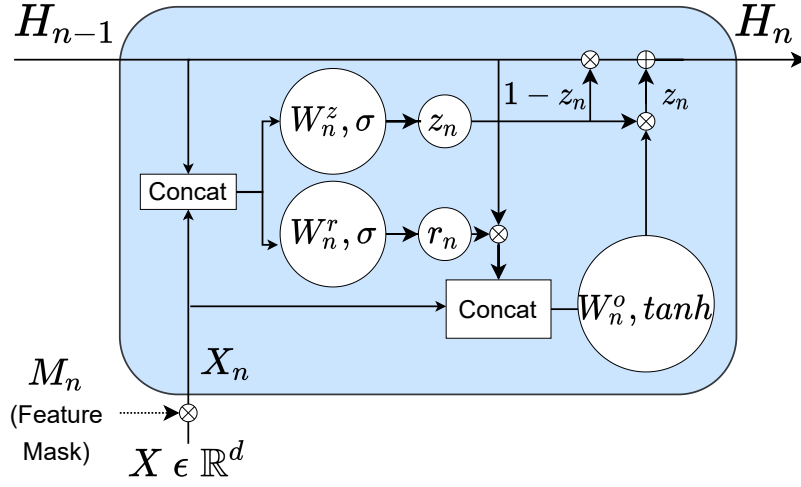 H_{n-1}
H_n
1 - z_n
z_n
W_n^z, σ
z_n
Concat
W_n^r, σ
r_n
Concat
W_n^o, tanh
X_n
M_n
(Feature
Mask)
X ϵ ℝ^d